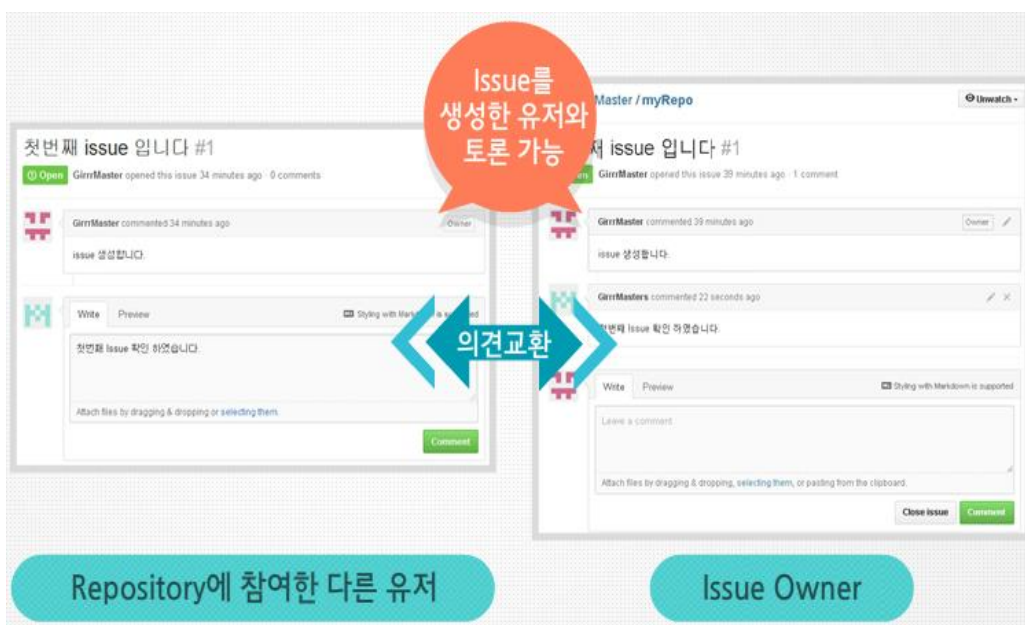 Issue를
생성한 유저와
토론 가능
첫번째 issue 입니다 #1
Open GirrrMaster opened this issue 34 minutes ago · 0 comments
GirrrMaster commented 34 minutes ago Owner
issue 생성합니다.
Write Preview Styling with Markdown is supported
첫번째 Issue 확인 하였습니다.
Attach files by dragging & dropping or selecting them.
Comment
의견교환
Master / myRepo Unwatch
issue 입니다 #1
GirrrMaster opened this issue 39 minutes ago · 1 comment
GirrrMaster commented 39 minutes ago Owner
issue 생성합니다.
GirrrMasters commented 22 seconds ago
첫번째 Issue 확인 하였습니다.
Write Preview Styling with Markdown is supported
Leave a comment
Attach files by dragging & dropping, selecting them, or pasting from the clipboard.
Close issue Comment
Repository에 참여한 다른 유저
Issue Owner